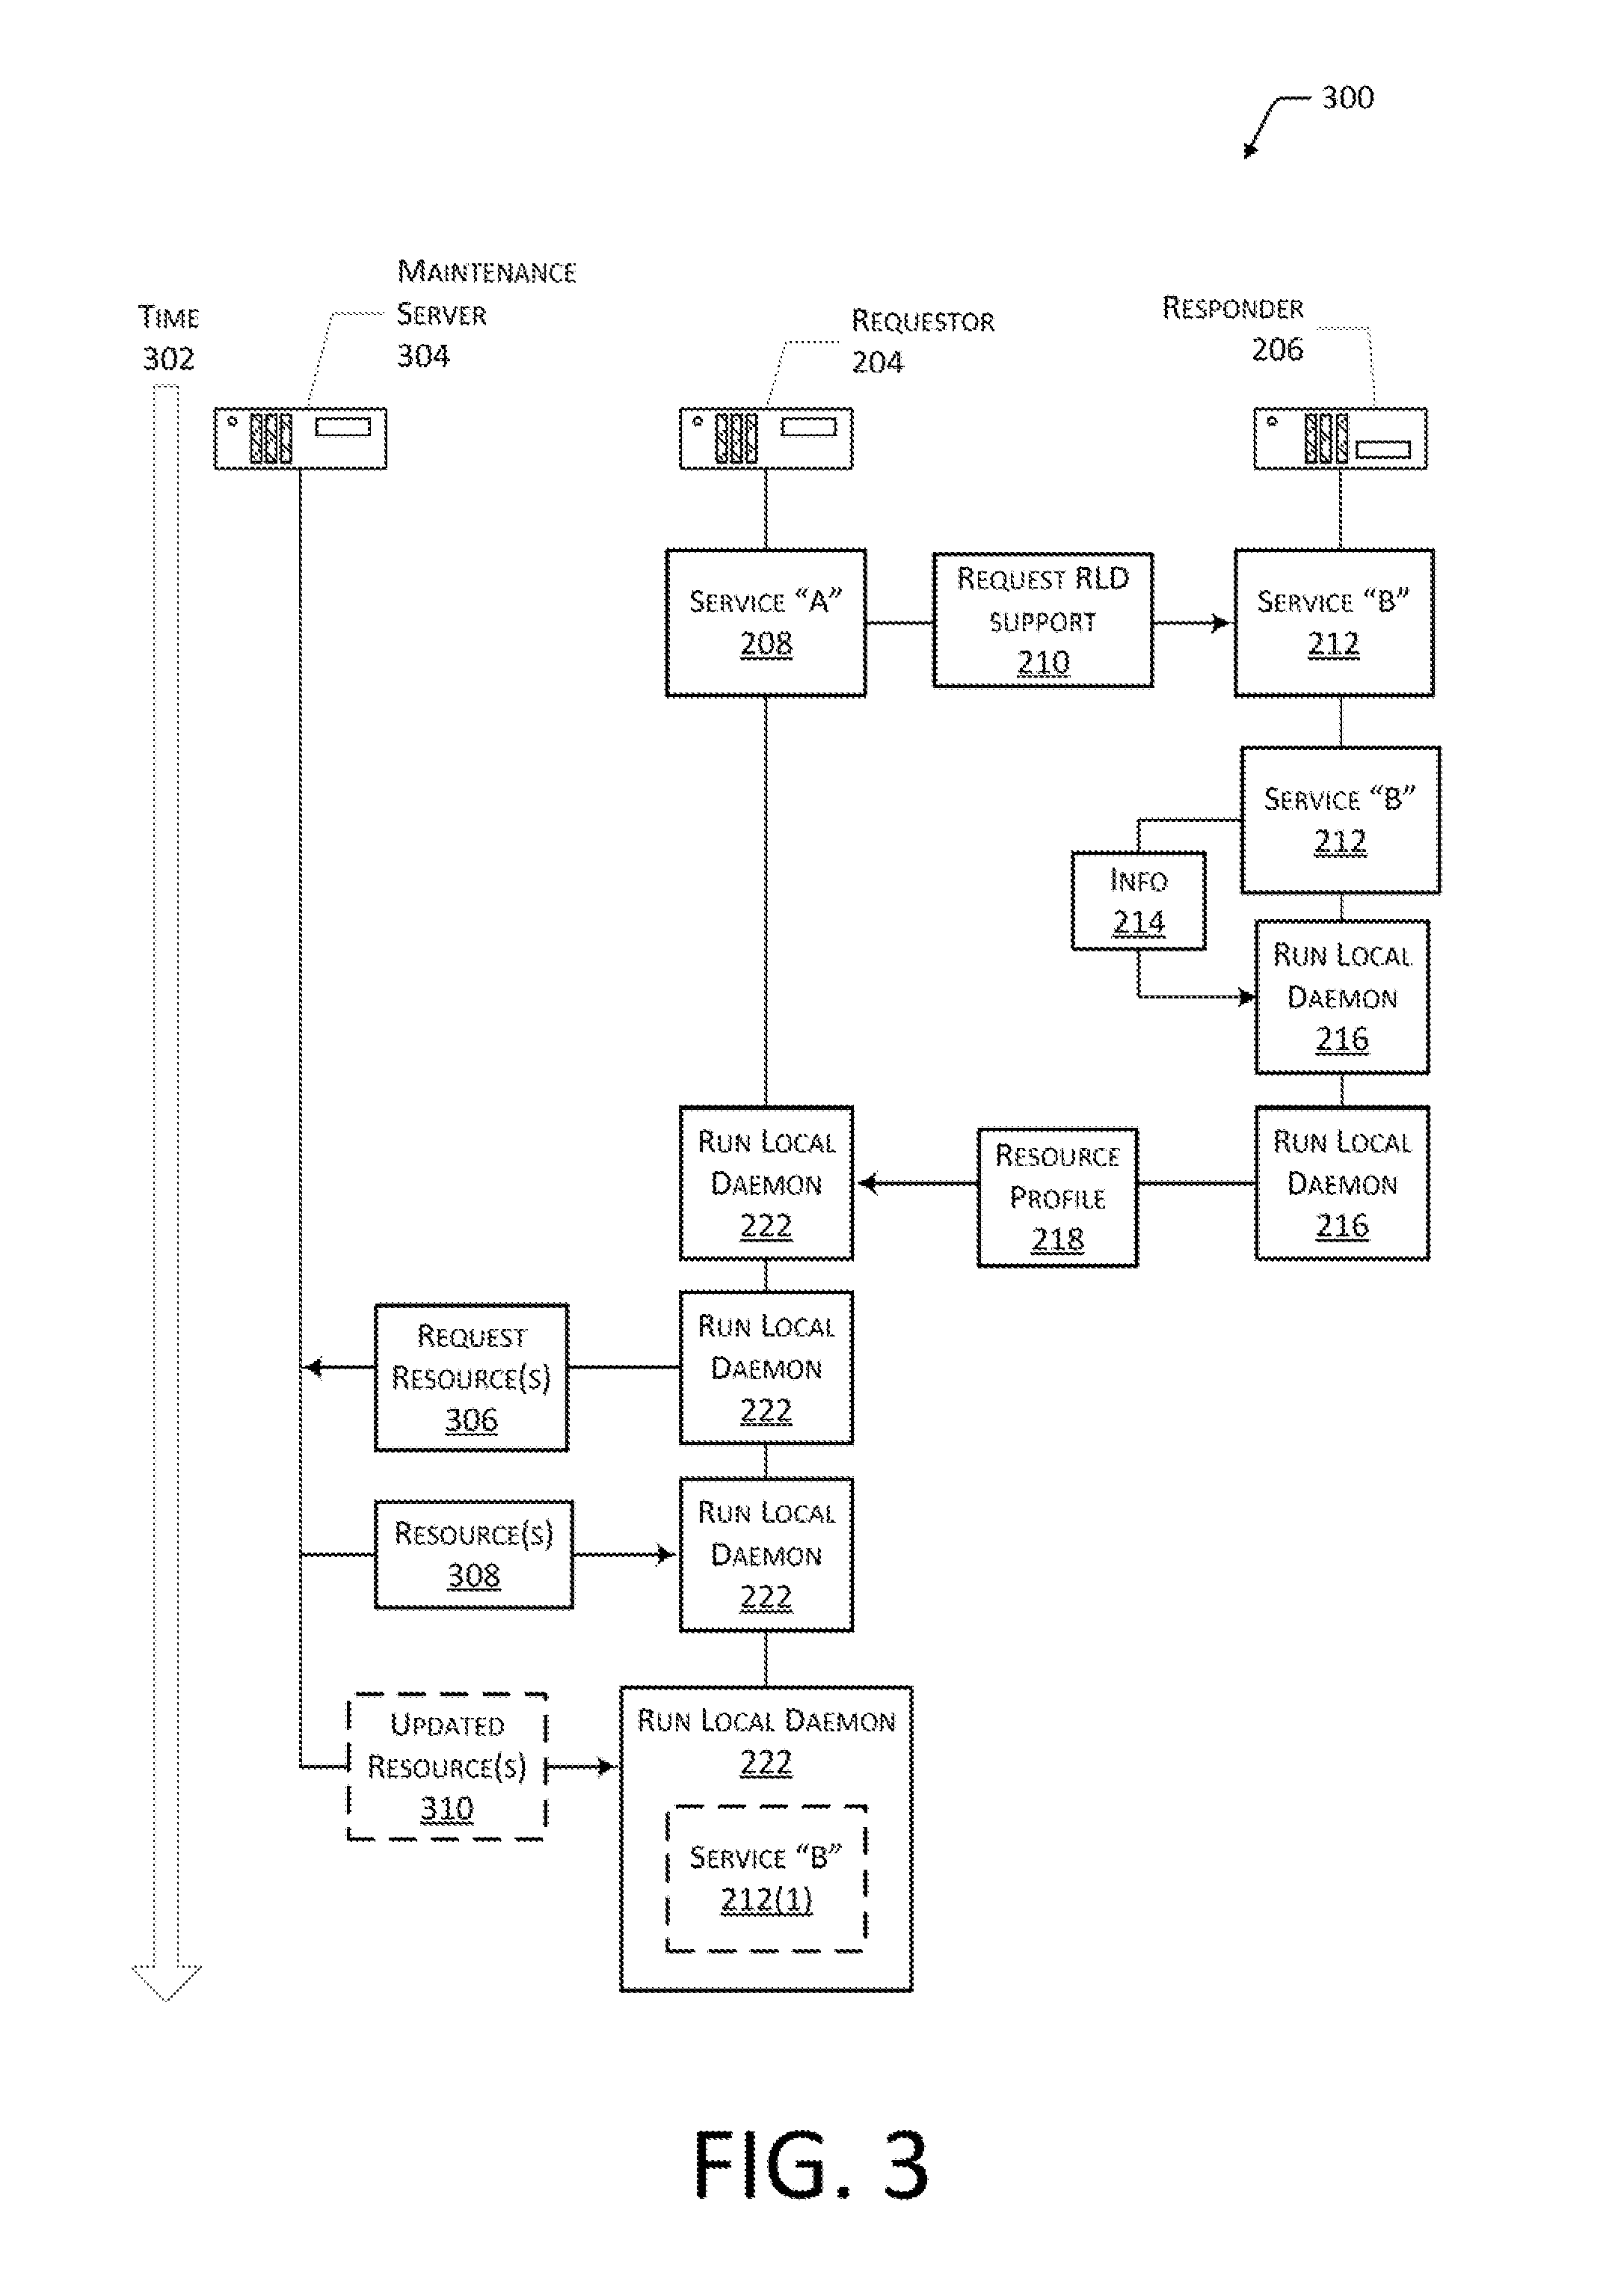 300
TIME
302
MAINTENANCE
SERVER
304
REQUESTOR
204
RESPONDER
206
SERVICE “A”
208
REQUEST RLD
SUPPORT
210
SERVICE “B”
212
SERVICE “B”
212
INFO
214
RUN LOCAL
DAEMON
216
RUN LOCAL
DAEMON
222
RESOURCE
PROFILE
218
RUN LOCAL
DAEMON
216
REQUEST
RESOURCE(S)
306
RUN LOCAL
DAEMON
222
RESOURCE(S)
308
RUN LOCAL
DAEMON
222
UPDATED
RESOURCE(S)
310
RUN LOCAL DAEMON
222
SERVICE “B”
212(1)
FIG. 3